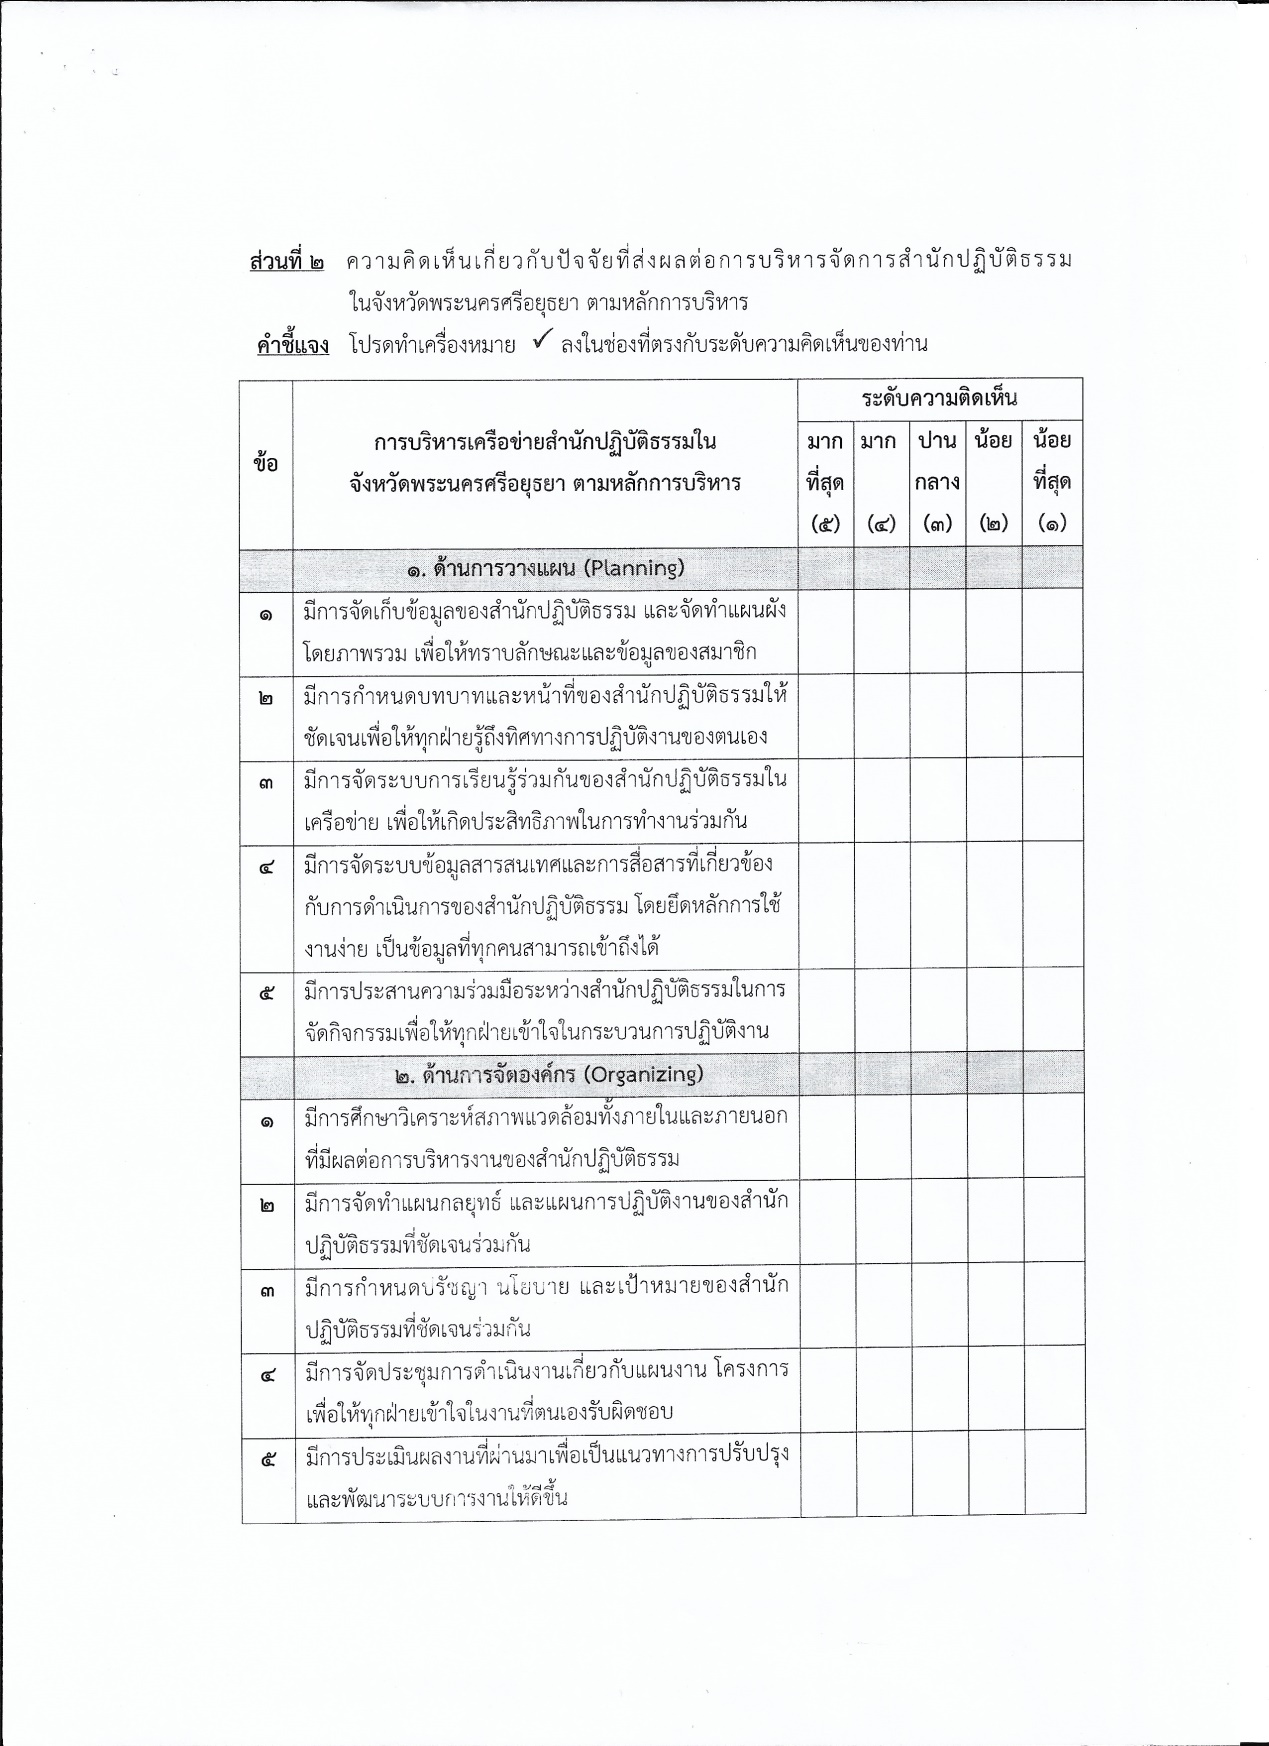 ส่วนที่ ๒ ความคิดเห็นเกี่ยวกับปัจจัยที่ส่งผลต่อการบริหารจัดการสำนักปฏิบัติธรรม
ในจังหวัดพระนครศรีอยุธยา ตามหลักการบริหาร
คำชี้แจง โปรดทำเครื่องหมาย ✓ ลงในช่องที่ตรงกับระดับความคิดเห็นของท่าน
ข้อ
การบริหารเครือข่ายสำนักปฏิบัติธรรมใน
จังหวัดพระนครศรีอยุธยา ตามหลักการบริหาร
ระดับความติดเห็น
มาก มาก ปาน น้อย น้อย
ที่สุด กลาง ที่สุด
(๕) (๔) (๓) (๒) (๑)
๑. ด้านการวางแผน (Planning)
๑ มีการจัดเก็บข้อมูลของสำนักปฏิบัติธรรม และจัดทำแผนผัง
โดยภาพรวม เพื่อให้ทราบลักษณะและข้อมูลของสมาชิก
๒ มีการกำหนดบทบาทและหน้าที่ของสำนักปฏิบัติธรรมให้
ชัดเจนเพื่อให้ทุกฝ่ายรู้ถึงทิศทางการปฏิบัติงานของตนเอง
๓ มีการจัดระบบการเรียนรู้ร่วมกันของสำนักปฏิบัติธรรมใน
เครือข่าย เพื่อให้เกิดประสิทธิภาพในการทำงานร่วมกัน
๔ มีการจัดระบบข้อมูลสารสนเทศและการสื่อสารที่เกี่ยวข้อง
กับการดำเนินการของสำนักปฏิบัติธรรม โดยยึดหลักการใช้
งานง่าย เป็นข้อมูลที่ทุกคนสามารถเข้าถึงได้
๕ มีการประสานความร่วมมือระหว่างสำนักปฏิบัติธรรมในการ
จัดกิจกรรมเพื่อให้ทุกฝ่ายเข้าใจในกระบวนการปฏิบัติงาน
๒. ด้านการจัดองค์กร (Organizing)
๑ มีการศึกษาวิเคราะห์สภาพแวดล้อมทั้งภายในและภายนอก
ที่มีผลต่อการบริหารงานของสำนักปฏิบัติธรรม
๒ มีการจัดทำแผนกลยุทธ์ และแผนการปฏิบัติงานของสำนัก
ปฏิบัติธรรมที่ชัดเจนร่วมกัน
๓ มีการกำหนดปรัชญา นโยบาย และเป้าหมายของสำนัก
ปฏิบัติธรรมที่ชัดเจนร่วมกัน
๔ มีการจัดประชุมการดำเนินงานเกี่ยวกับแผนงาน โครงการ
เพื่อให้ทุกฝ่ายเข้าใจในงานที่ตนเองรับผิดชอบ
๕ มีการประเมินผลงานที่ผ่านมาเพื่อเป็นแนวทางการปรับปรุง
และพัฒนาระบบการงานให้ดีขึ้น